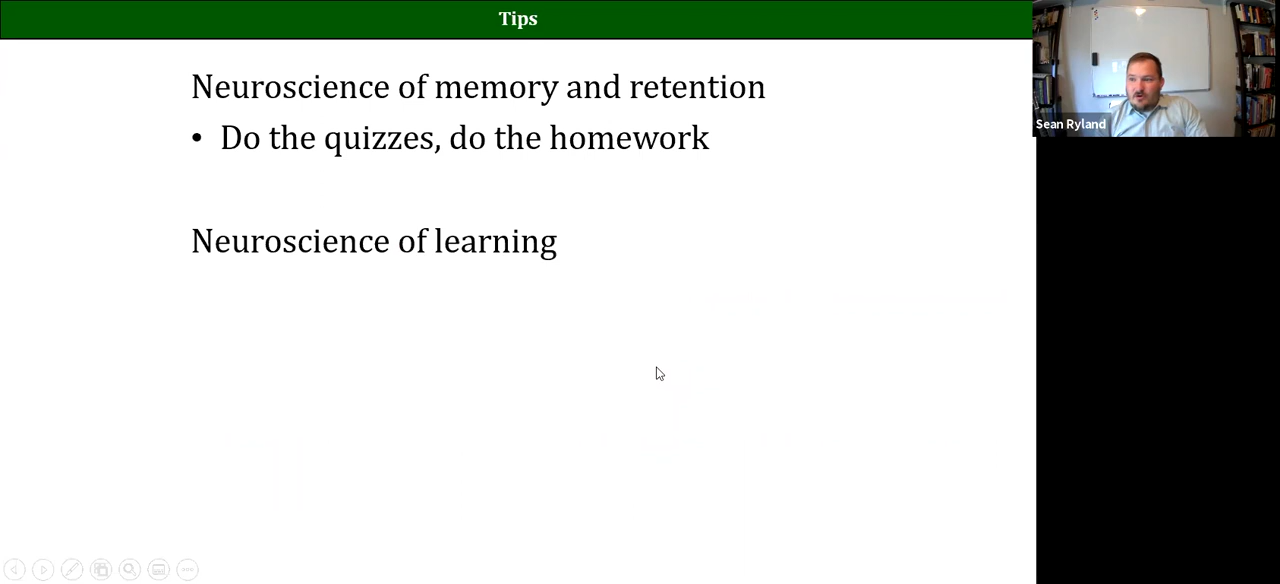 Tips
Neuroscience of memory and retention
• Do the quizzes, do the homework
Neuroscience of learning
Sean Ryland